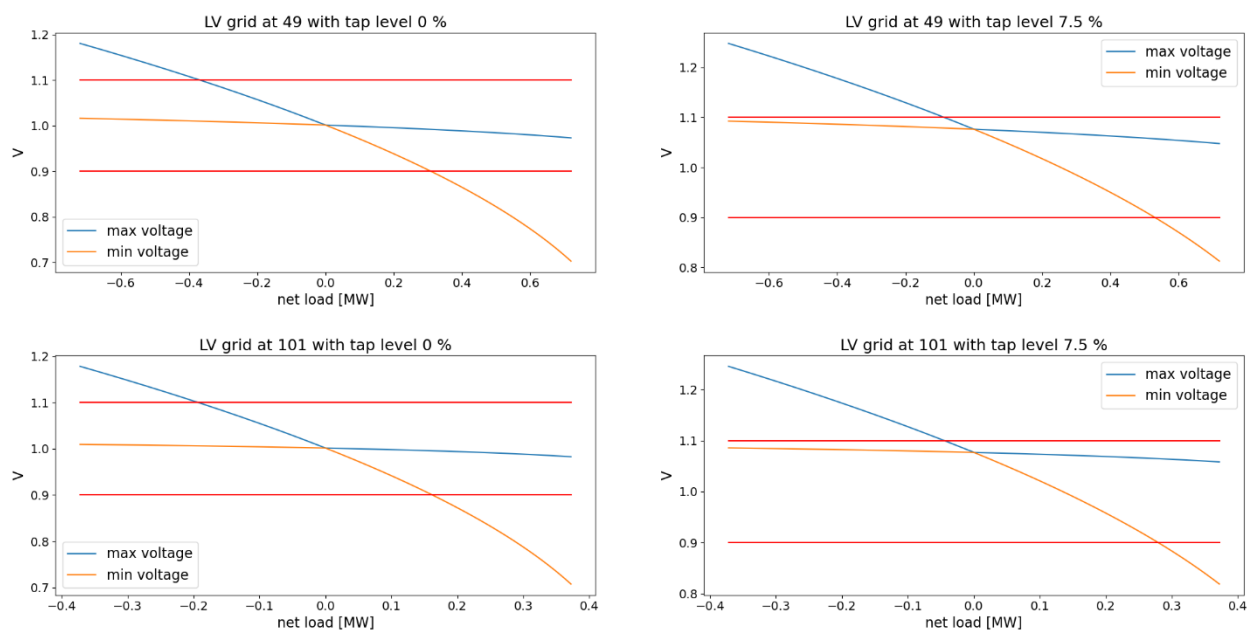 LV grid at 49 with tap level 0 %
1.2
1.1
1.0
0.9
0.8
0.7
V
max voltage
min voltage
−0.6 −0.4 −0.2 0.0 0.2 0.4 0.6
net load [MW]
LV grid at 49 with tap level 7.5 %
1.2
1.1
1.0
0.9
0.8
V
max voltage
min voltage
−0.6 −0.4 −0.2 0.0 0.2 0.4 0.6
net load [MW]
LV grid at 101 with tap level 0 %
1.2
1.1
1.0
0.9
0.8
0.7
V
max voltage
min voltage
−0.4 −0.3 −0.2 −0.1 0.0 0.1 0.2 0.3 0.4
net load [MW]
LV grid at 101 with tap level 7.5 %
1.2
1.1
1.0
0.9
0.8
V
max voltage
min voltage
−0.4 −0.3 −0.2 −0.1 0.0 0.1 0.2 0.3 0.4
net load [MW]